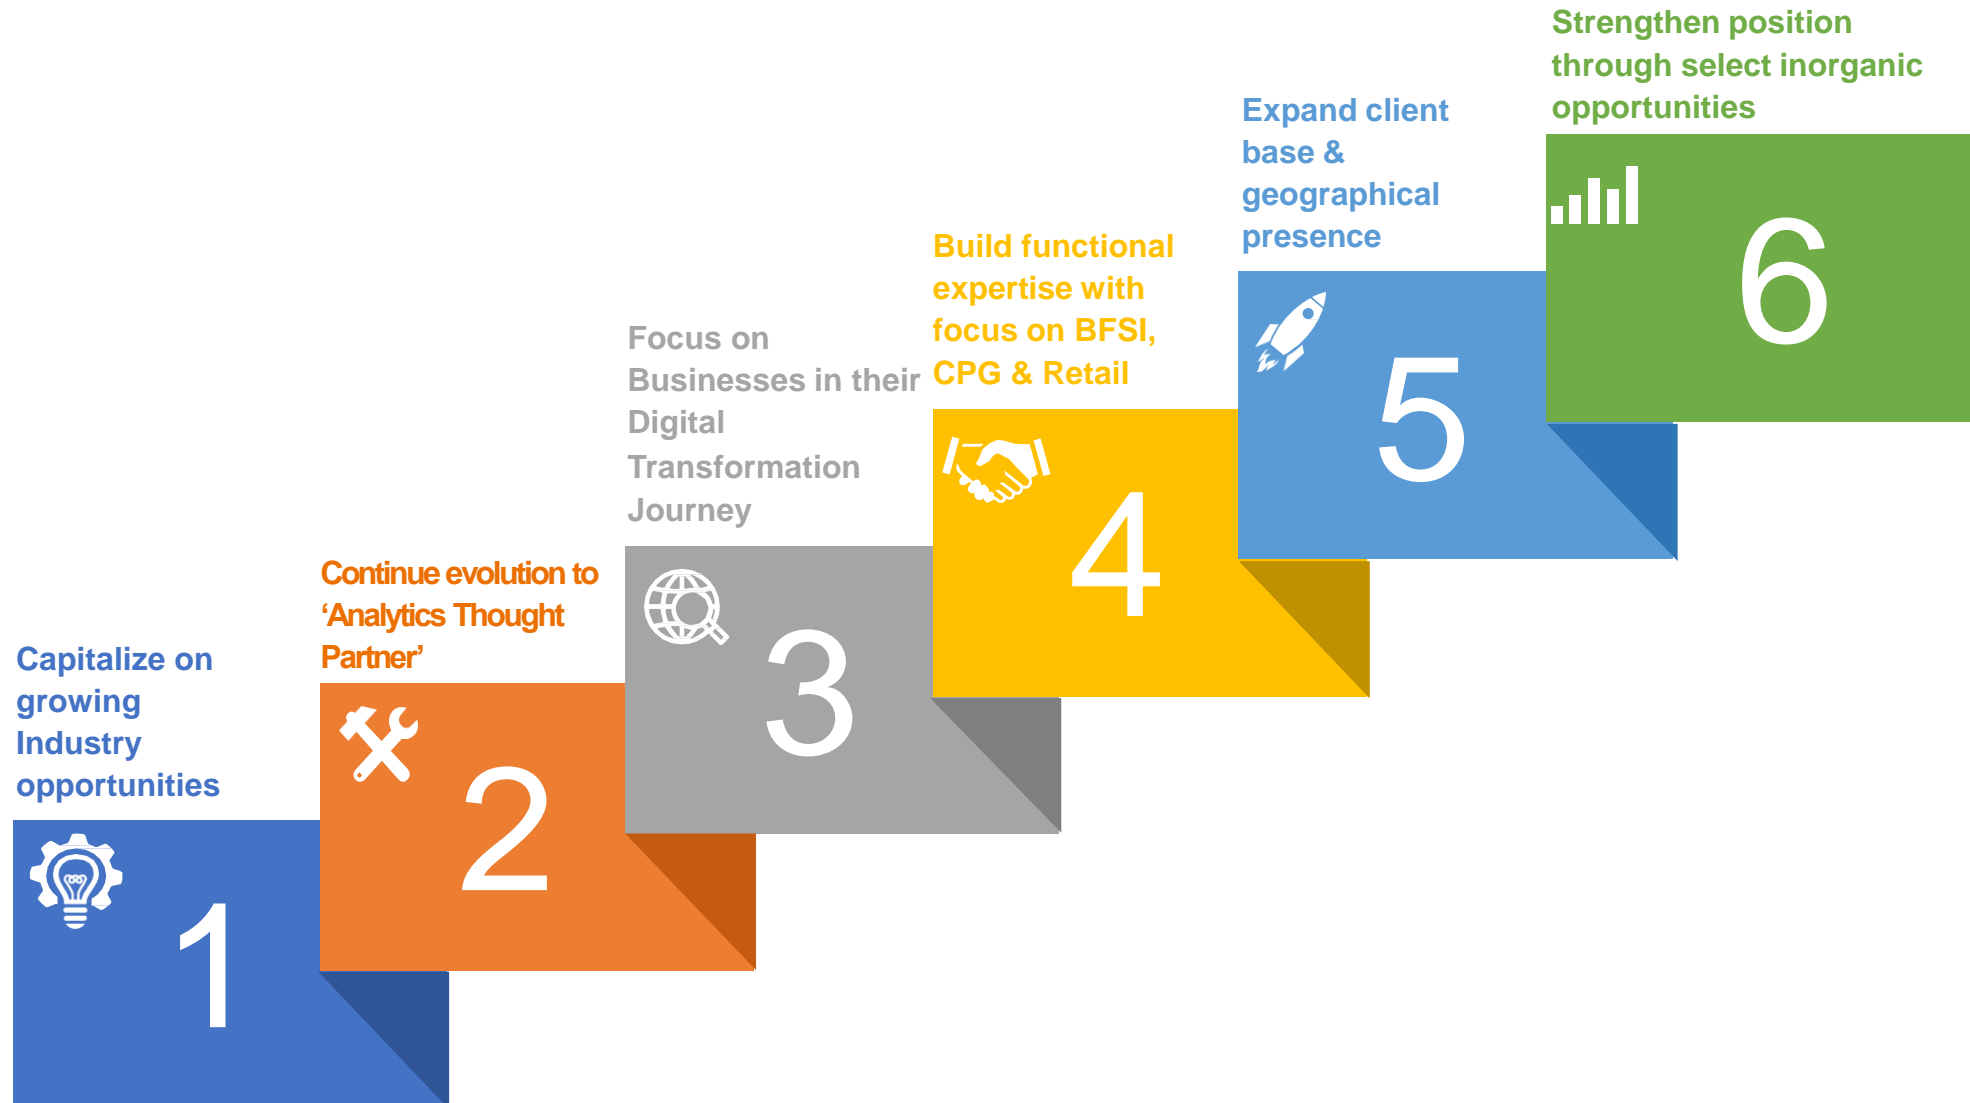 Capitalize on
growing
Industry
opportunities
1
Continue evolution to
‘Analytics Thought
Partner’
2
Focus on
Businesses in their
Digital
Transformation
Journey
3
Build functional
expertise with
focus on BFSI,
CPG & Retail
4
Expand client
base &
geographical
presence
5
Strengthen position
through select inorganic
opportunities
6